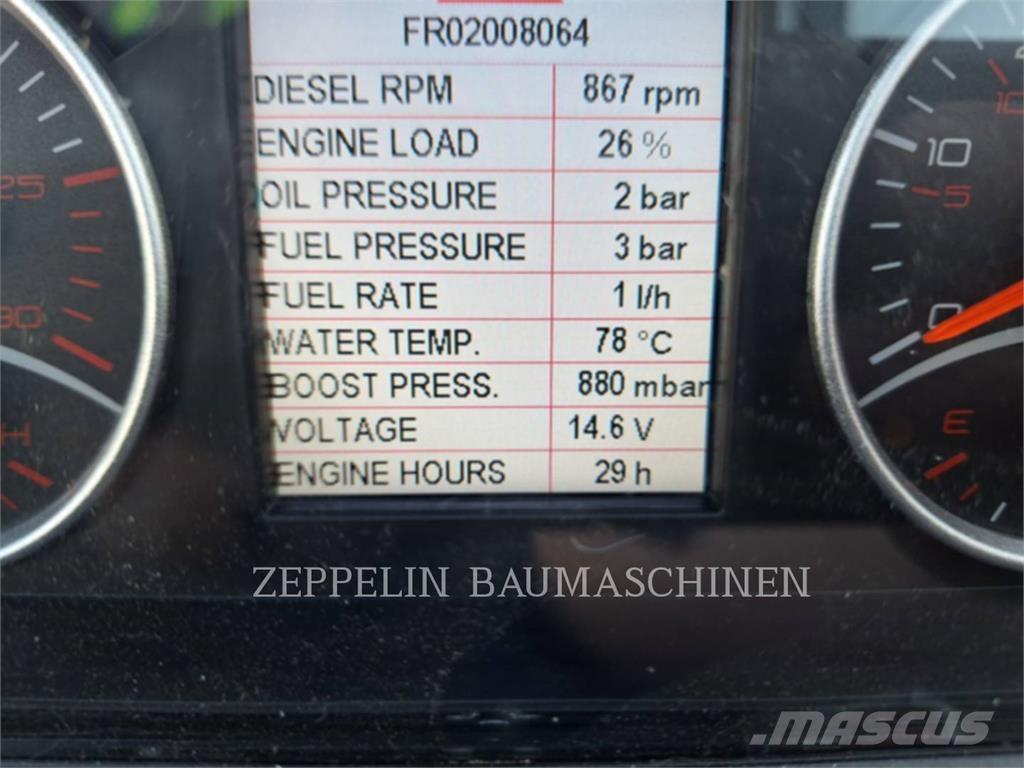 FR02008064
DIESEL RPM 867 rpm
ENGINE LOAD 26 %
OIL PRESSURE 2 bar
FUEL PRESSURE 3 bar
FUEL RATE 1 l/h
WATER TEMP. 78 °C
BOOST PRESS. 880 mbar
VOLTAGE 14.6 V
ENGINE HOURS 29 h
25
H
10
10
5
0
E
ZEPPELIN BAUMASCHINEN
MASCUS